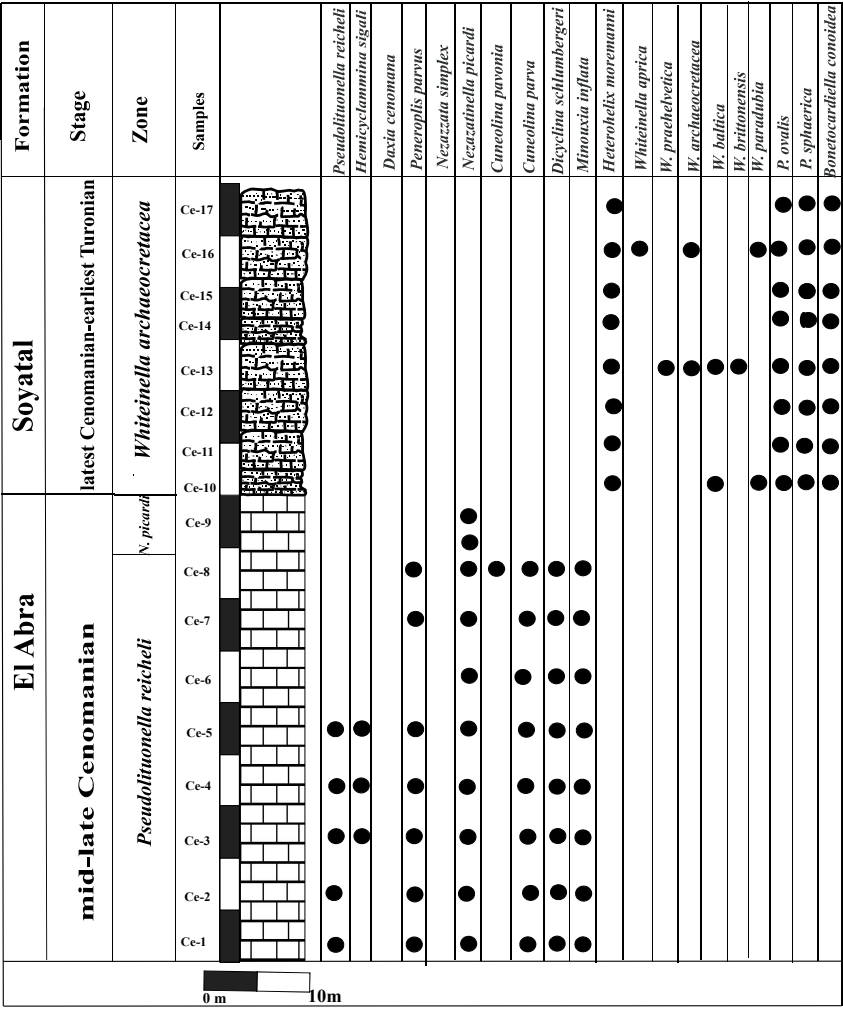 Formation
Stage
Zone
Samples
Pseudolituonella reicheli
Hemicyclammina sigali
Daxia cenomana
Peneroplis parvus
Nezazzata simplex
Nezazatinella picardi
Cuneolina pavonia
Cuneolina parva
Dicyclina schlumbergeri
Minouxia inflata
Heterohelix moremanni
Whiteinella aprica
W. praehelvetica
W. archaeocretacea
W. baltica
W. brittonensis
W. paradubia
P. ovalis
P. sphaerica
Bonetocardiella conoidea
Soyatal
latest Cenomanian-earliest Turonian
Whiteinella archaeocretacea
Ce-17
Ce-16
Ce-15
Ce-14
Ce-13
Ce-12
Ce-11
Ce-10
El Abra
mid-late Cenomanian
N. picardi
Pseudolituonella reicheli
Ce-9
Ce-8
Ce-7
Ce-6
Ce-5
Ce-4
Ce-3
Ce-2
Ce-1
0 m
10m